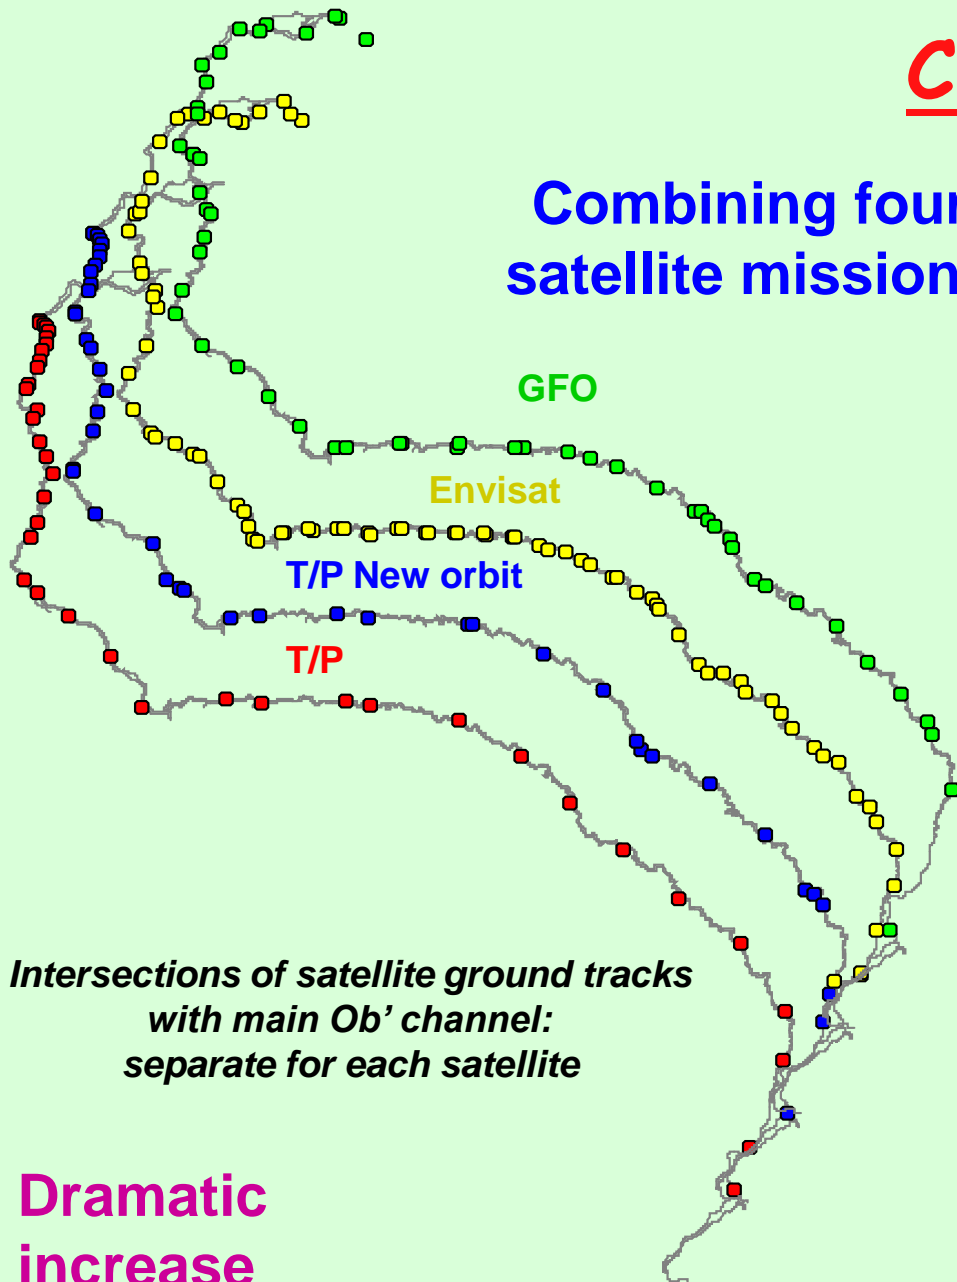 C
Combining four
satellite mission
GFO
Envisat
T/P New orbit
T/P
Intersections of satellite ground tracks
with main Ob’ channel:
separate for each satellite
Dramatic
increase